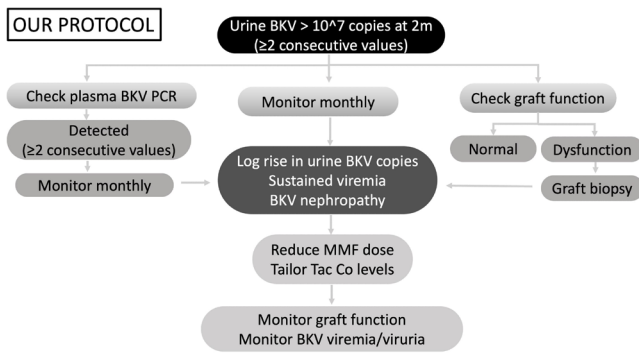 OUR PROTOCOL
Urine BKV > 10^7 copies at 2m
(≥2 consecutive values)
Check plasma BKV PCR
Detected
(≥2 consecutive values)
Monitor monthly
Monitor monthly
Check graft function
Normal
Dysfunction
Graft biopsy
Log rise in urine BKV copies
Sustained viremia
BKV nephropathy
Reduce MMF dose
Tailor Tac Co levels
Monitor graft function
Monitor BKV viremia/viruria